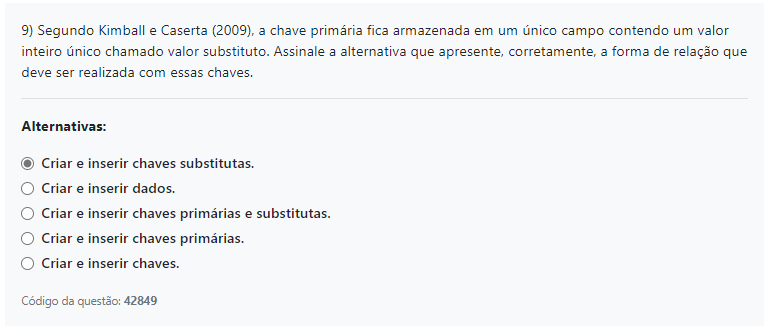 9) Segundo Kimball e Caserta (2009), a chave primária fica armazenada em um único campo contendo um valor
inteiro único chamado valor substituto. Assinale a alternativa que apresente, corretamente, a forma de relação que
deve ser realizada com essas chaves.
Alternativas:
Criar e inserir chaves substitutas.
Criar e inserir dados.
Criar e inserir chaves primárias e substitutas.
Criar e inserir chaves primárias.
Criar e inserir chaves.
Código da questão: 42849